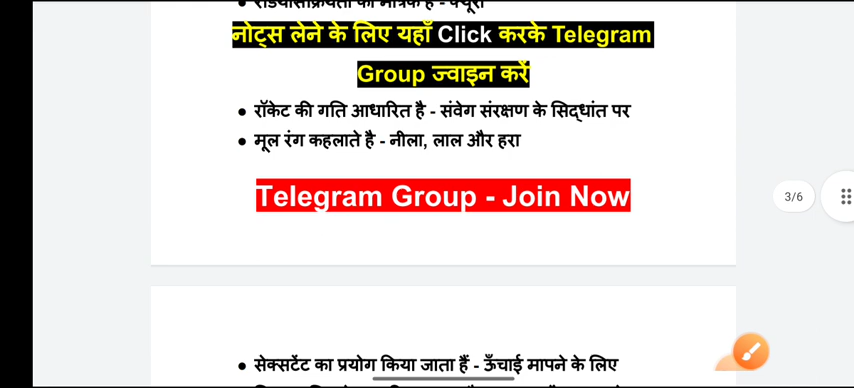 नोट्स लेने के लिए यहाँ Click करके Telegram
Group ज्वाइन करें
● रॉकेट की गति आधारित है - संवेग संरक्षण के सिद्धांत पर
● मूल रंग कहलाते है - नीला, लाल और हरा
Telegram Group - Join Now
3/6
● सेक्सटेंट का प्रयोग किया जाता हैं - ऊँचाई मापने के लिए